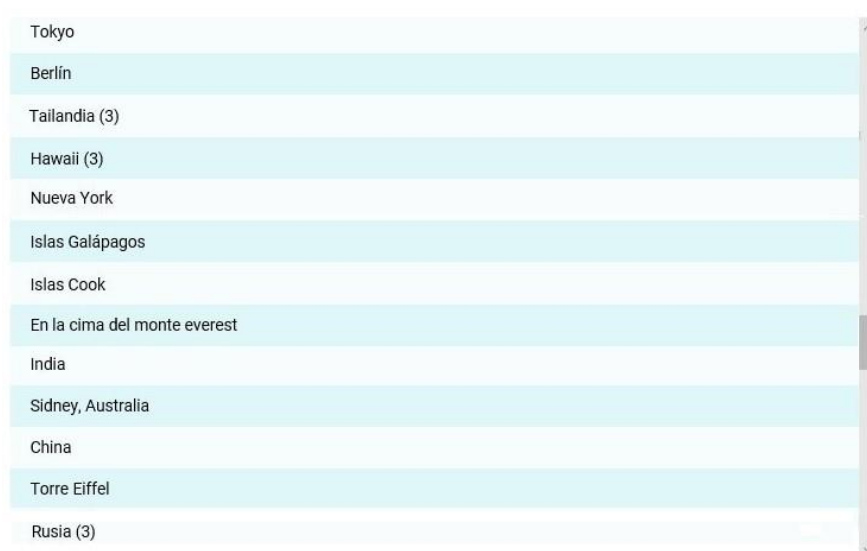 Tokyo
Berlín
Tailandia (3)
Hawaii (3)
Nueva York
Islas Galápagos
Islas Cook
En la cima del monte everest
India
Sidney, Australia
China
Torre Eiffel
Rusia (3)